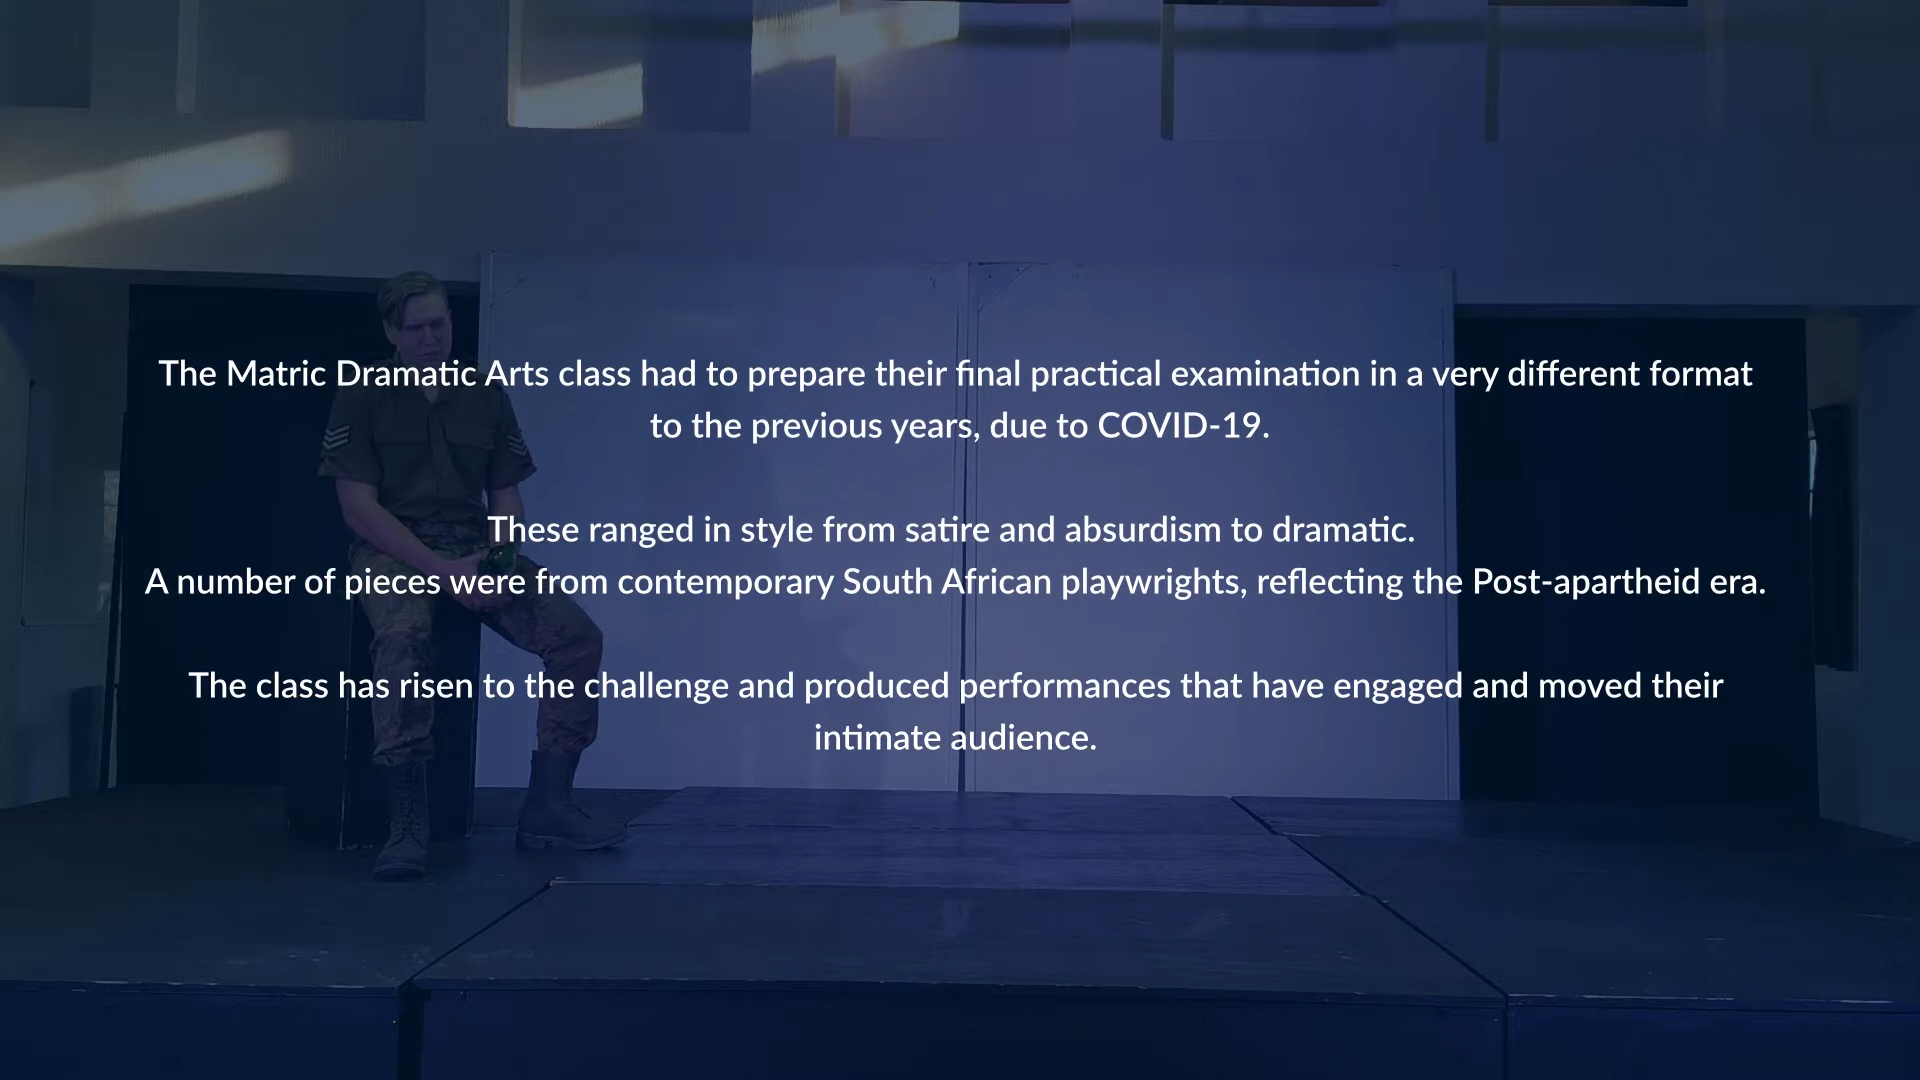 The Matric Dramatic Arts class had to prepare their final practical examination in a very different format
to the previous years, due to COVID-19.
These ranged in style from satire and absurdism to dramatic.
A number of pieces were from contemporary South African playwrights, reflecting the Post-apartheid era.
The class has risen to the challenge and produced performances that have engaged and moved their
intimate audience.